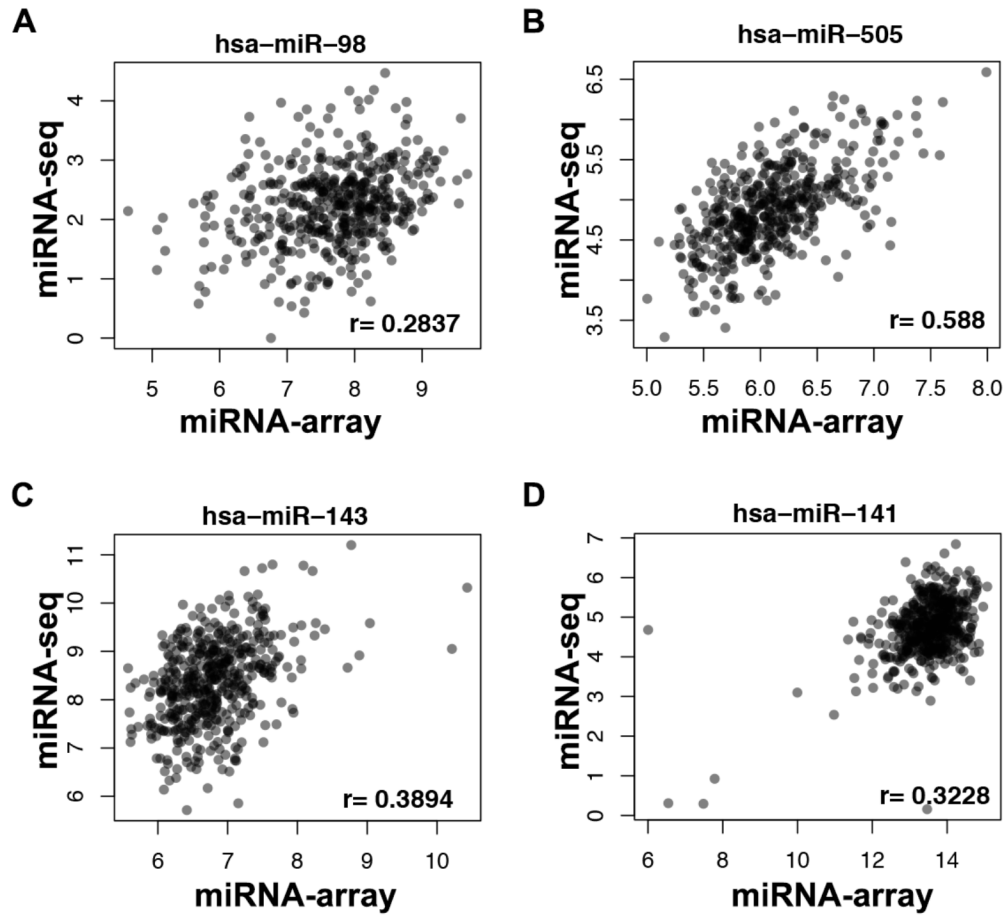 A
hsa–miR–98
miRNA-seq
4
3
2
1
0
r= 0.2837
5 6 7 8 9
miRNA-array
B
hsa–miR–505
miRNA-seq
6.5
5.5
4.5
3.5
r= 0.588
5.0 5.5 6.0 6.5 7.0 7.5 8.0
miRNA-array
C
hsa–miR–143
miRNA-seq
11
10
9
8
7
6
r= 0.3894
6 7 8 9 10
miRNA-array
D
hsa–miR–141
miRNA-seq
7
6
5
4
3
2
1
0
r= 0.3228
6 8 10 12 14
miRNA-array